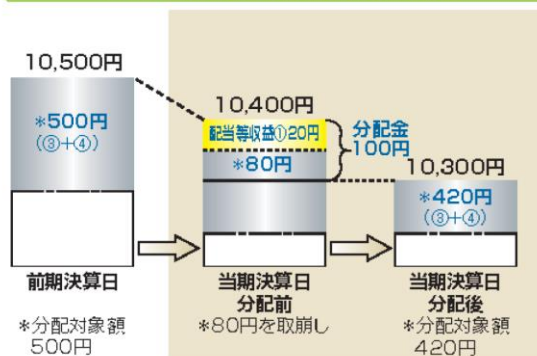 10,500円
*500円
(③+④)
前期決算日
*分配対象額
500円
10,400円
配当等収益①20円
*80円
分配金
100円
当期決算日
分配前
*80円を取崩し
10,300円
*420円
(③+④)
当期決算日
分配後
*分配対象額
420円